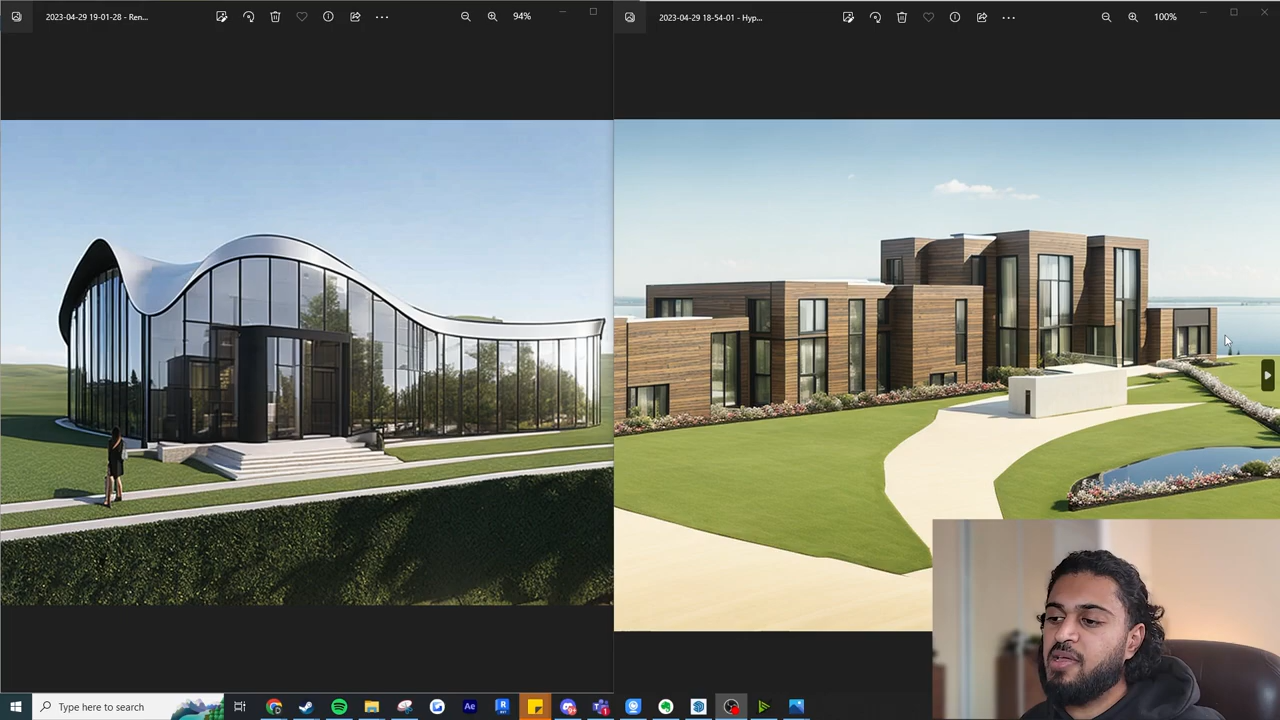 2023-04-29 19-01-28 - Ren...
94%
2023-04-29 18-54-01 - Hyp...
100%
Type here to search
Ae
R